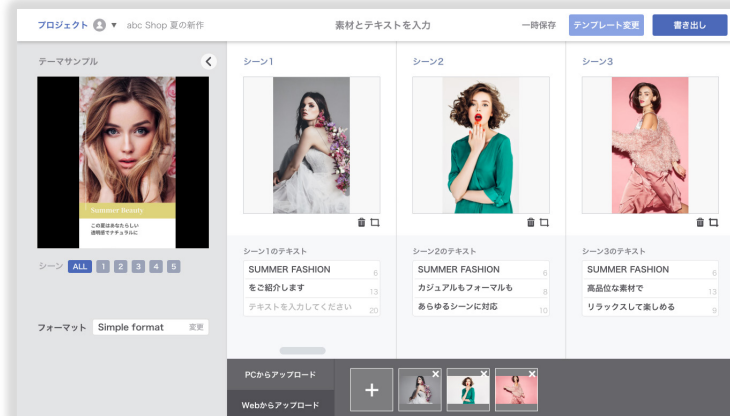 プロジェクト ▼ abc Shop 夏の新作
素材とテキストを入力
一時保存
テンプレート変更
書き出し
テーマサンプル
Summer Beauty
この夏はあなたらしい
透明感でナチュラルに
シーン ALL 1 2 3 4 5
フォーマット Simple format 変更
シーン1
シーン2
シーン3
シーン1のテキスト
SUMMER FASHION 6
をご紹介します 13
テキストを入力してください 20
シーン2のテキスト
SUMMER FASHION 6
カジュアルもフォーマルも 8
あらゆるシーンに対応 10
シーン3のテキスト
SUMMER FASHION 6
高品位な素材で 13
リラックスして楽しめる 9
PCからアップロード
Webからアップロード